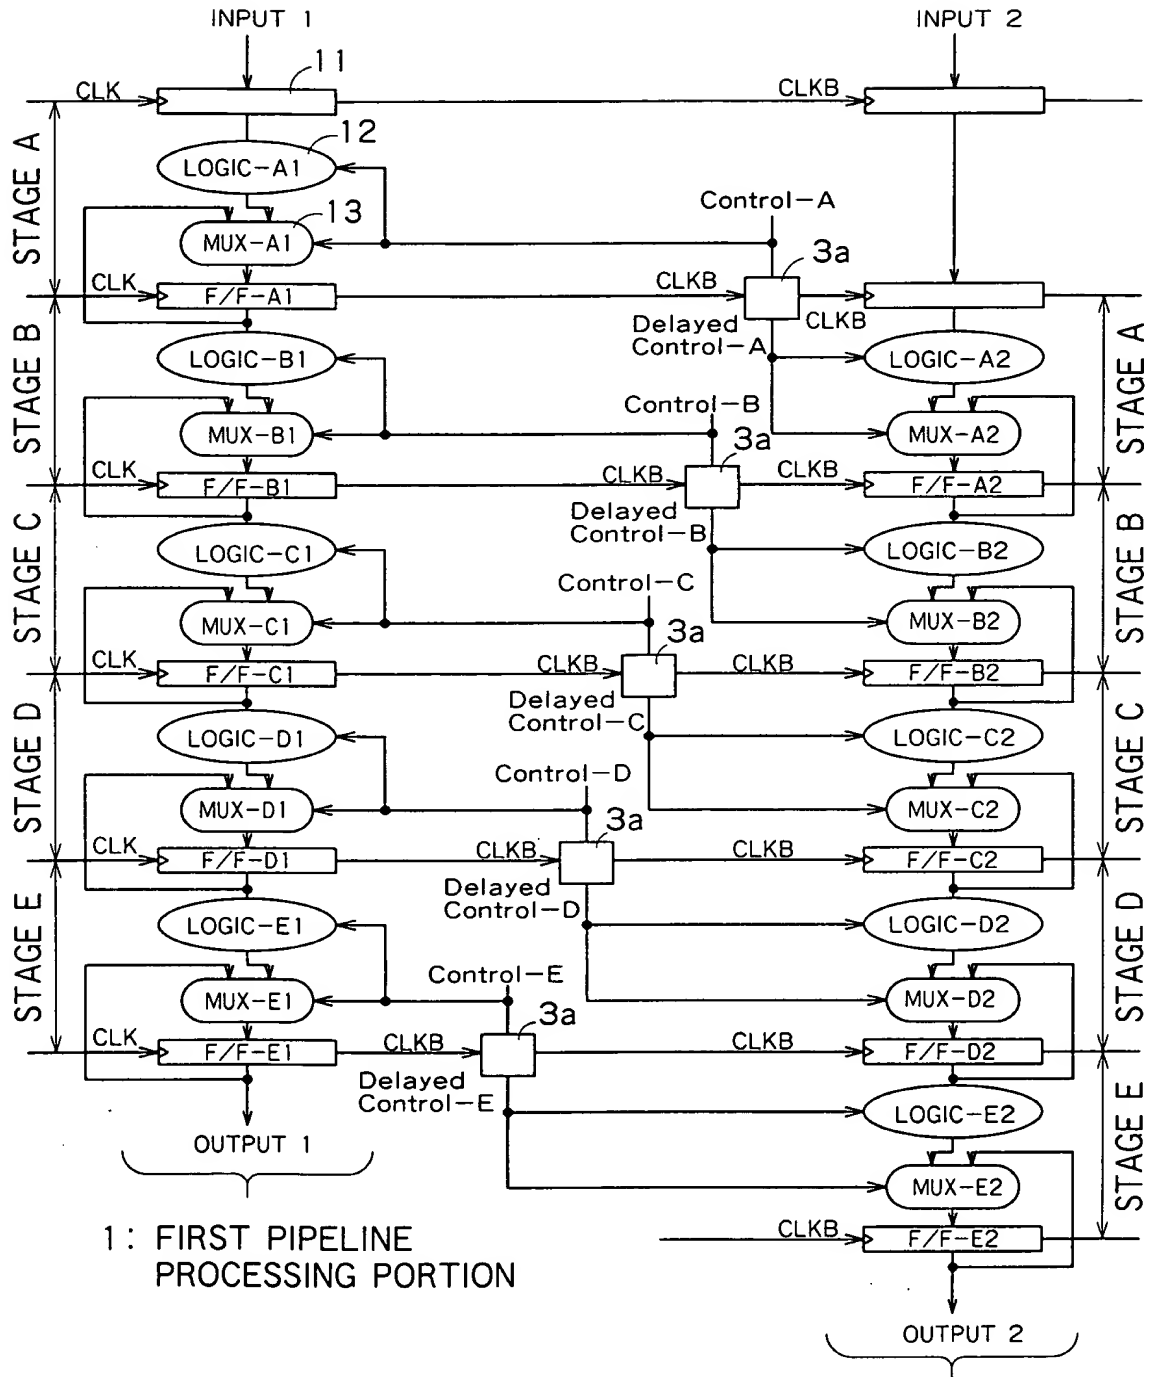 INPUT 1
INPUT 2
11
CLK
CLKB
12
LOGIC-A1
STAGE A
Control-A
13
MUX-A1
3a
CLK
F/F-A1
CLKB
CLKB
Delayed
Control-A
LOGIC-B1
LOGIC-A2
STAGE B
STAGE A
Control-B
MUX-B1
MUX-A2
3a
CLK
F/F-B1
CLKB
CLKB
F/F-A2
Delayed
Control-B
LOGIC-C1
LOGIC-B2
STAGE C
STAGE B
Control-C
MUX-C1
MUX-B2
3a
CLK
F/F-C1
CLKB
CLKB
F/F-B2
Delayed
Control-C
LOGIC-D1
LOGIC-C2
STAGE D
STAGE C
Control-D
MUX-D1
MUX-C2
3a
CLK
F/F-D1
CLKB
CLKB
F/F-C2
Delayed
Control-D
LOGIC-E1
LOGIC-D2
STAGE E
STAGE D
Control-E
MUX-E1
MUX-D2
3a
CLK
F/F-E1
CLKB
CLKB
F/F-D2
Delayed
Control-E
LOGIC-E2
OUTPUT 1
STAGE E
MUX-E2
1: FIRST PIPELINE
PROCESSING PORTION
CLKB
F/F-E2
OUTPUT 2